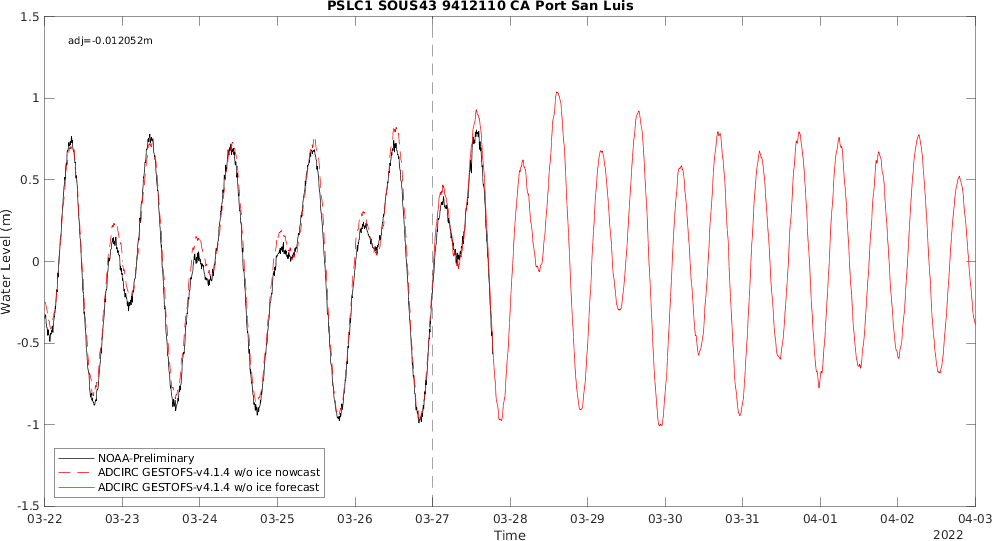 PSLC1 SOUS43 9412110 CA Port San Luis
adj=-0.012052m
1.5
1
0.5
0
-0.5
-1
-1.5
Water Level (m)
NOAA-Preliminary
ADCIRC GESTOFS-v4.1.4 w/o ice nowcast
ADCIRC GESTOFS-v4.1.4 w/o ice forecast
03-22 03-23 03-24 03-25 03-26 03-27 03-28 03-29 03-30 03-31 04-01 04-02 04-03
Time
2022